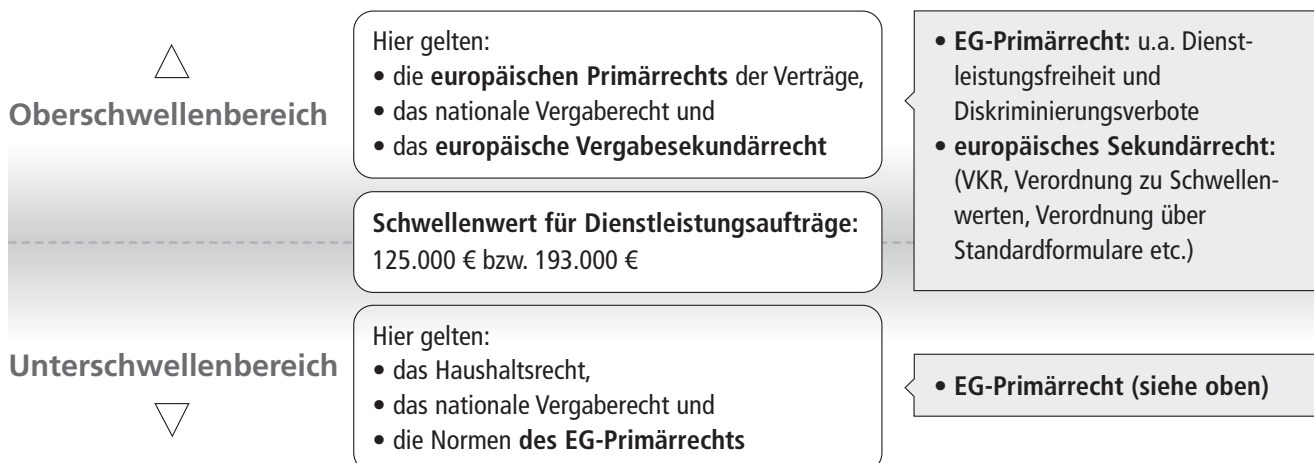 Oberschwellenbereich
Hier gelten:
• die europäischen Primärrechts der Verträge,
• das nationale Vergaberecht und
• das europäische Vergabesekundärrecht
• EG-Primärrecht: u.a. Dienst-
leistungsfreiheit und
Diskriminierungsverbote
• europäisches Sekundärrecht:
(VKR, Verordnung zu Schwellen-
werten, Verordnung über
Standardformulare etc.)
Schwellenwert für Dienstleistungsaufträge:
125.000 € bzw. 193.000 €
Unterschwellenbereich
Hier gelten:
• das Haushaltsrecht,
• das nationale Vergaberecht und
• die Normen des EG-Primärrechts
• EG-Primärrecht (siehe oben)